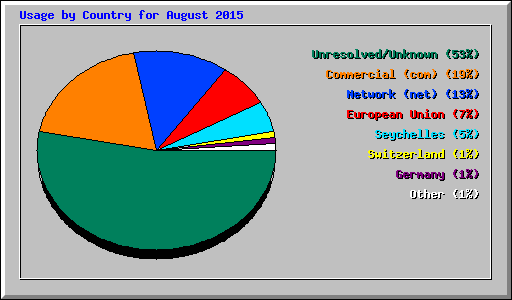 Usage by Country for August 2015
Unresolved/Unknown (53%)
Commercial (com) (19%)
Network (net) (13%)
European Union (7%)
Seychelles (5%)
Switzerland (1%)
Germany (1%)
Other (1%)